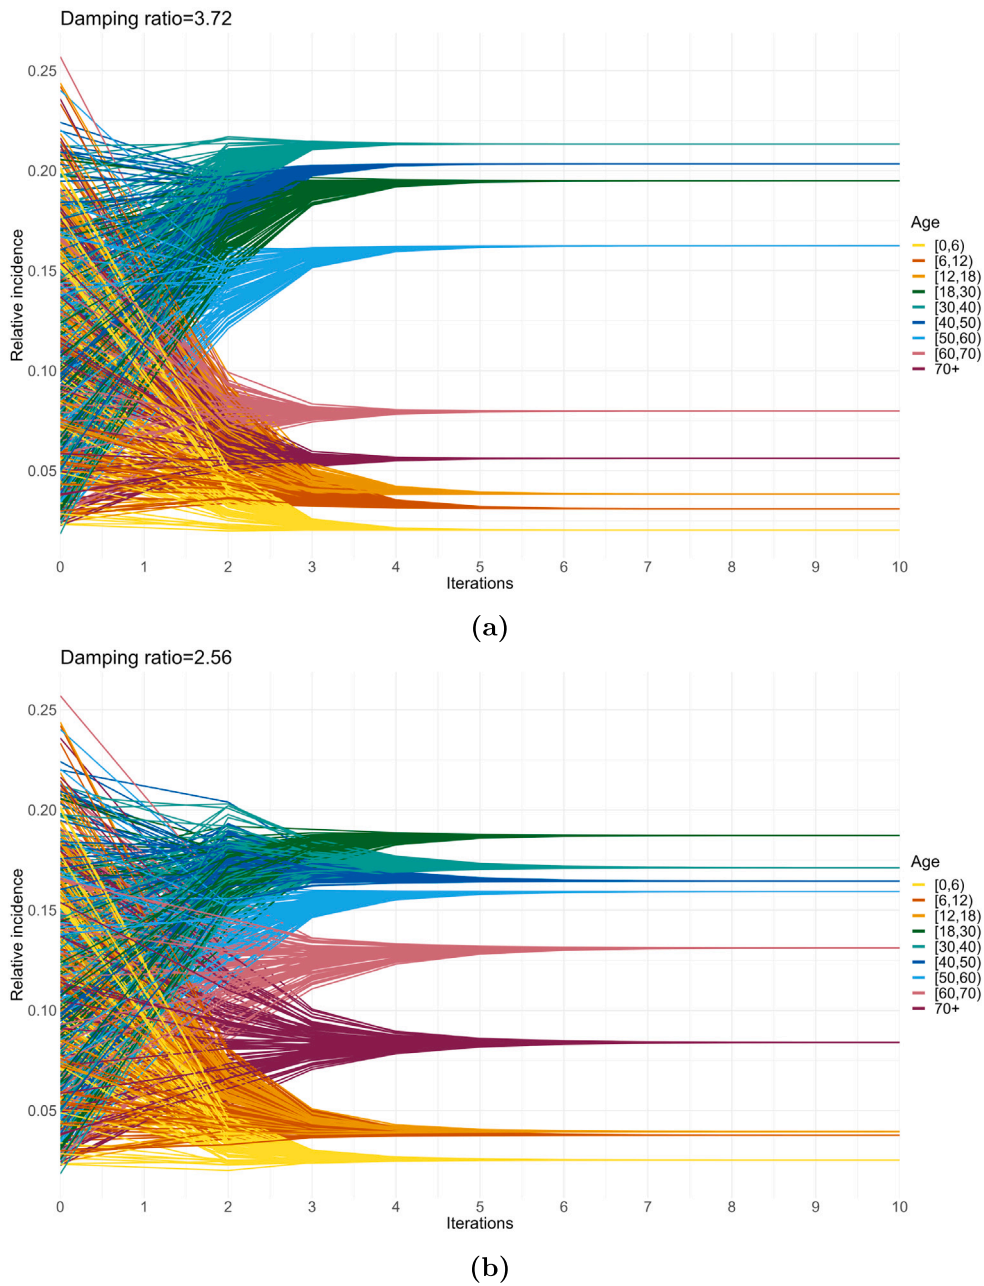 Damping ratio=3.72
0.25
0.20
0.15
0.10
0.05
Relative incidence
0 1 2 3 4 5 6 7 8 9 10
Iterations
Age
[0,6)
[6,12)
[12,18)
[18,30)
[30,40)
[40,50)
[50,60)
[60,70)
70+
(a)
Damping ratio=2.56
0.25
0.20
0.15
0.10
0.05
Relative incidence
0 1 2 3 4 5 6 7 8 9 10
Iterations
Age
[0,6)
[6,12)
[12,18)
[18,30)
[30,40)
[40,50)
[50,60)
[60,70)
70+
(b)